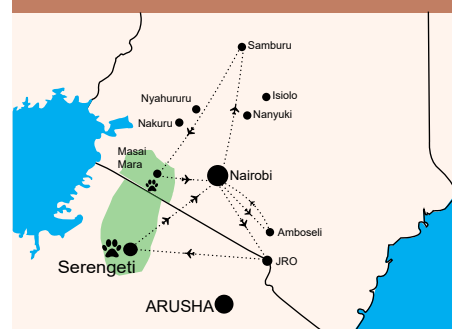 Samburu
Isiolo
Nyahururu
Nanyuki
Nakuru
Masai
Mara
Nairobi
Amboseli
JRO
Serengeti
ARUSHA